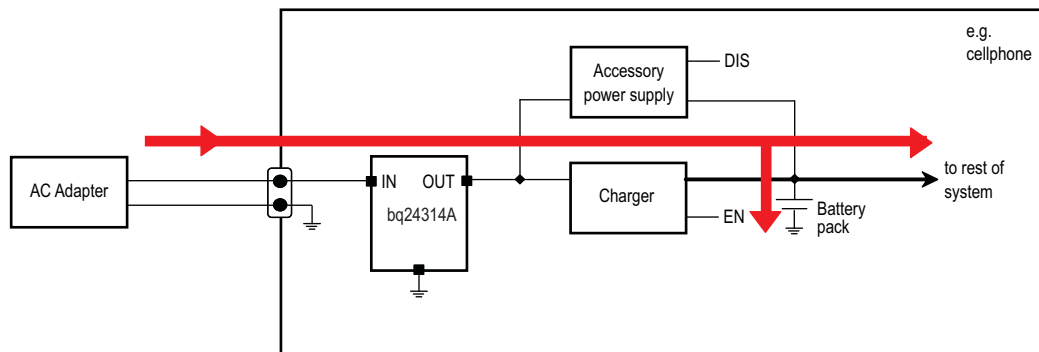 e.g.
cellphone
Accessory
power supply
DIS
AC Adapter
IN
OUT
bq24314A
Charger
EN
to rest of
system
Battery
pack